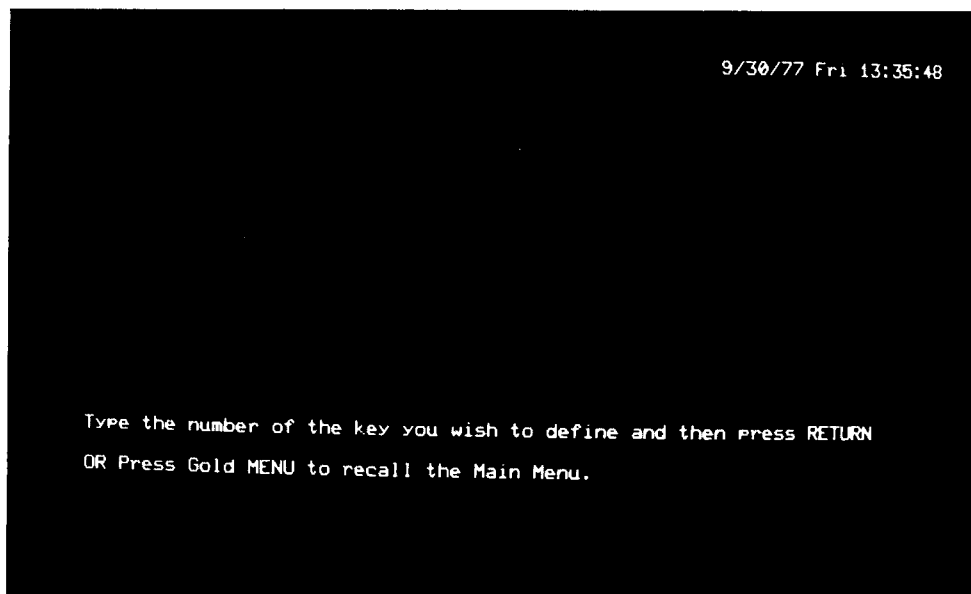 9/30/77 Fri 13:35:48
Type the number of the key you wish to define and then press RETURN
OR Press Gold MENU to recall the Main Menu.